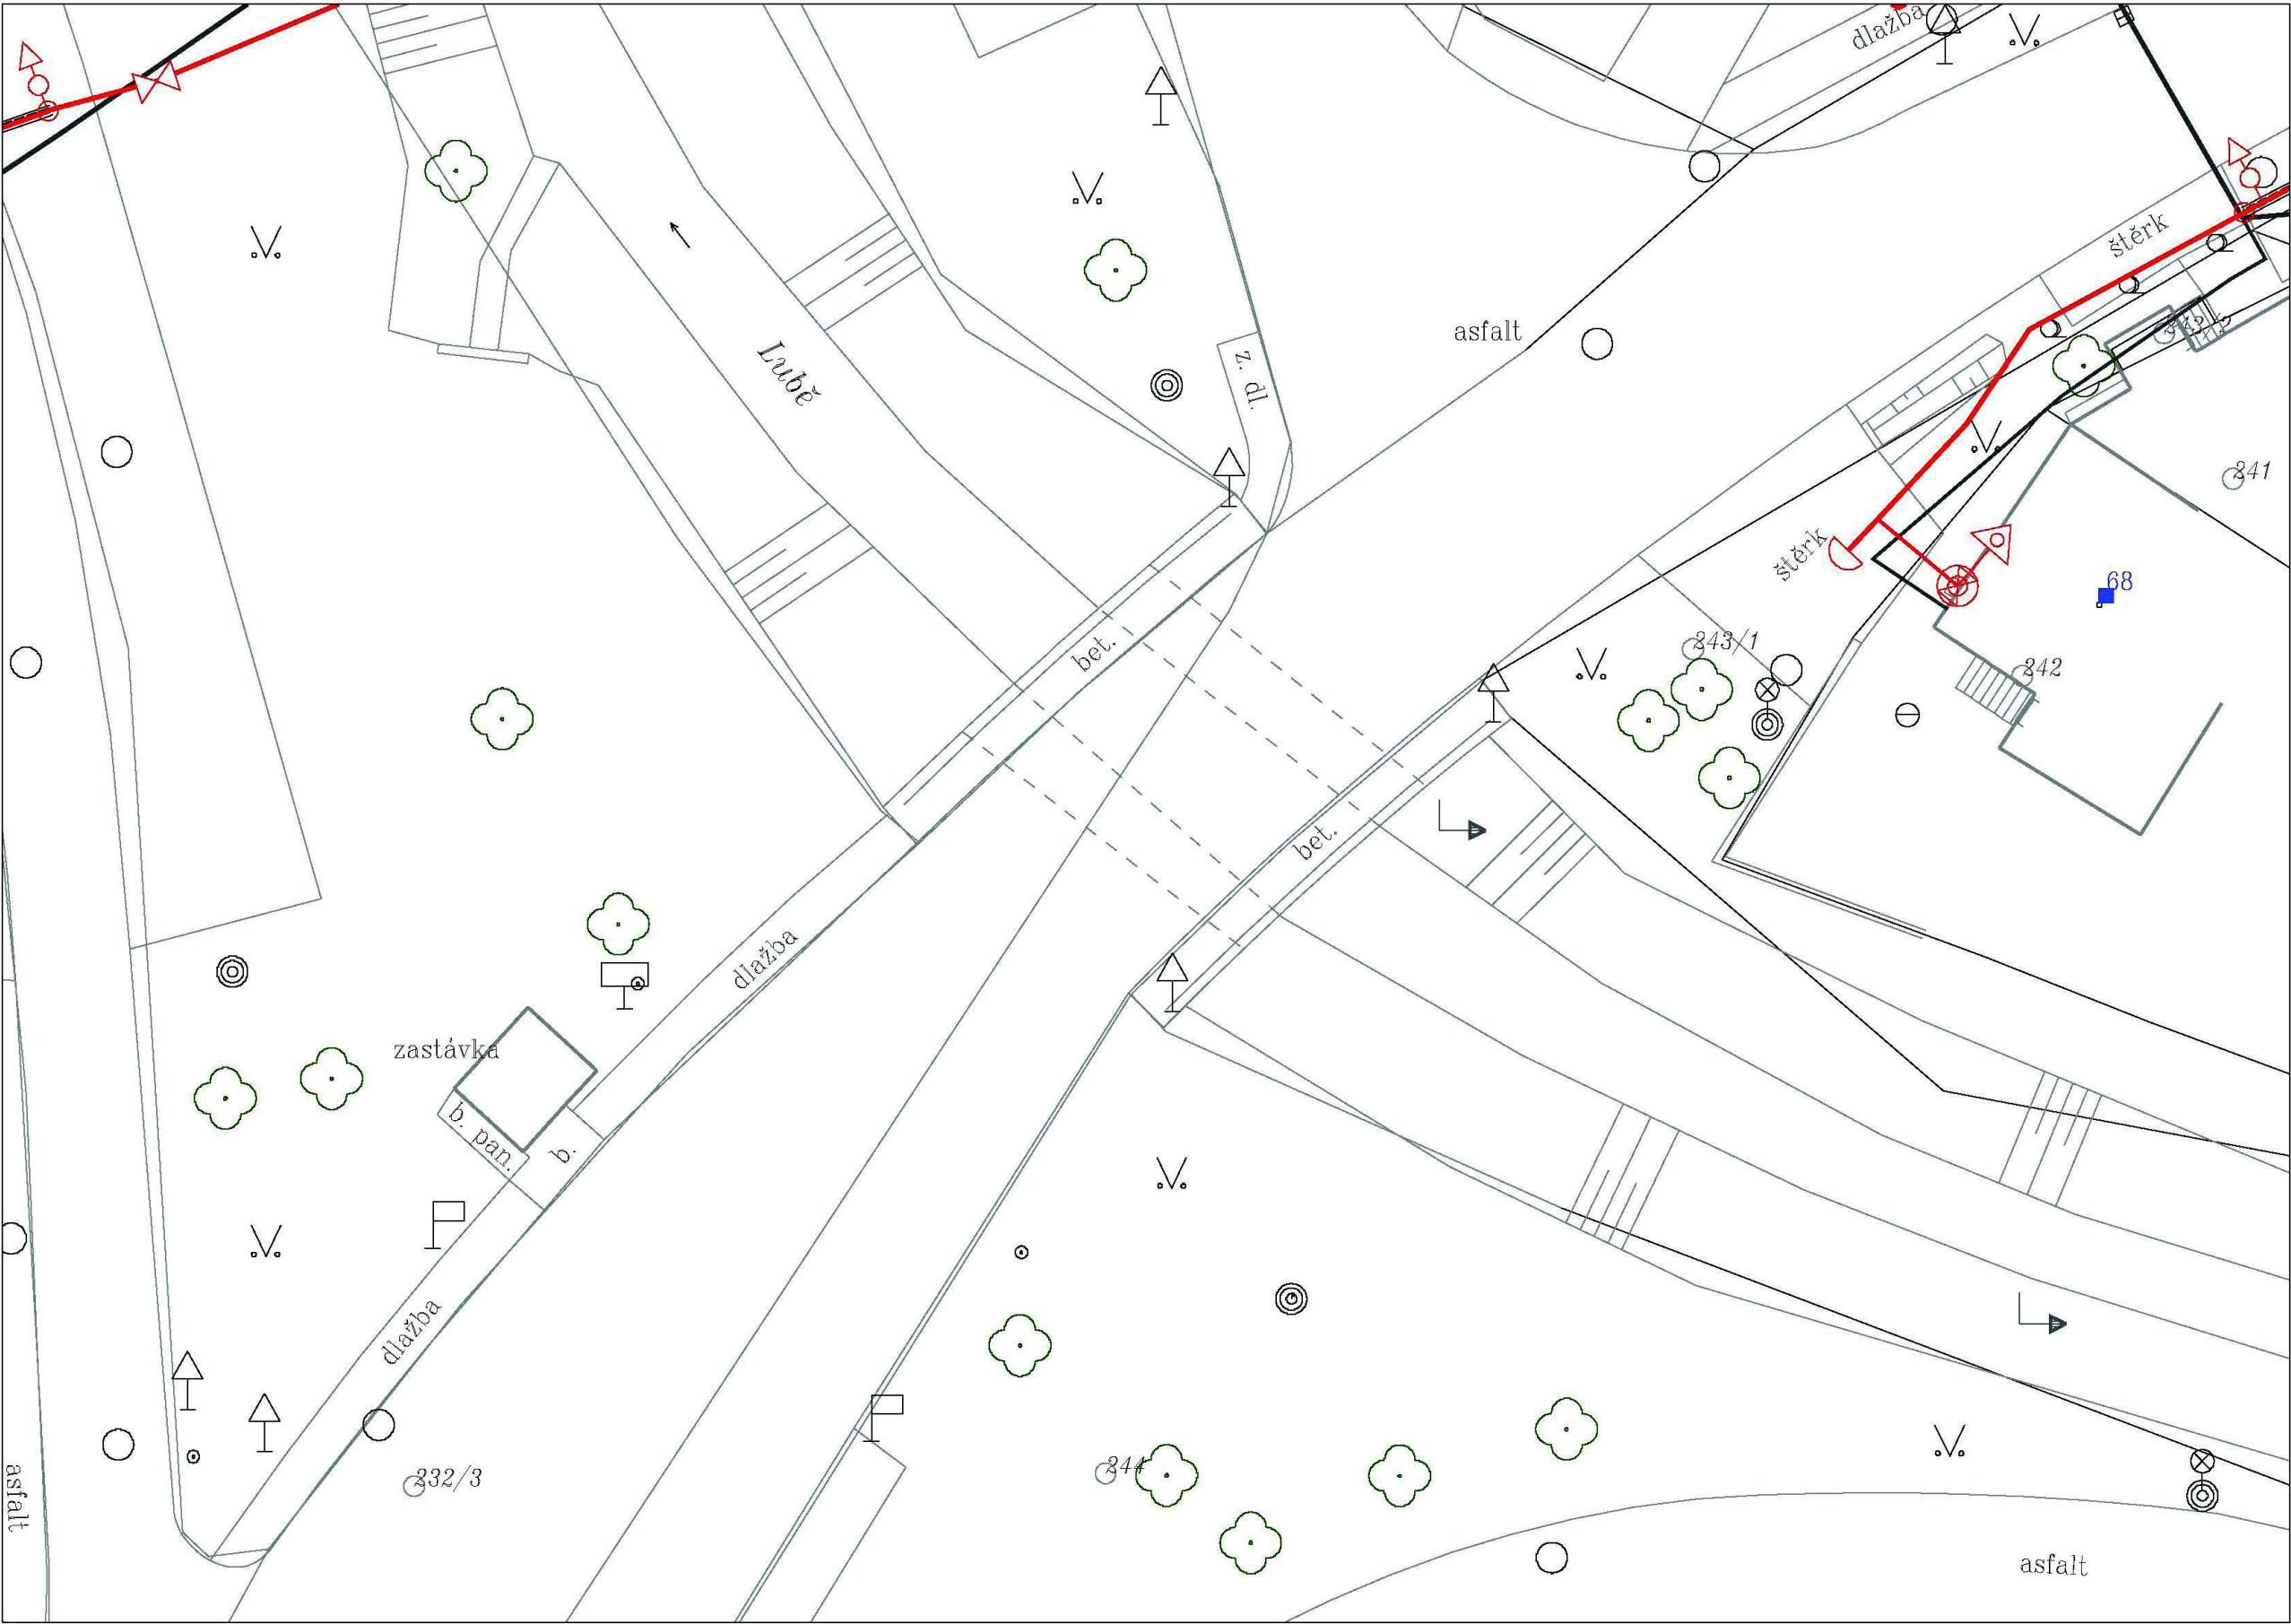 dlažba
štěrk
asfalt
Lubě
z. dl.
241
štěrk
68
243/1
242
bet.
bet.
dlažba
zastávka
b. pan.
b.
dlažba
244
232/3
asfalt
asfalt